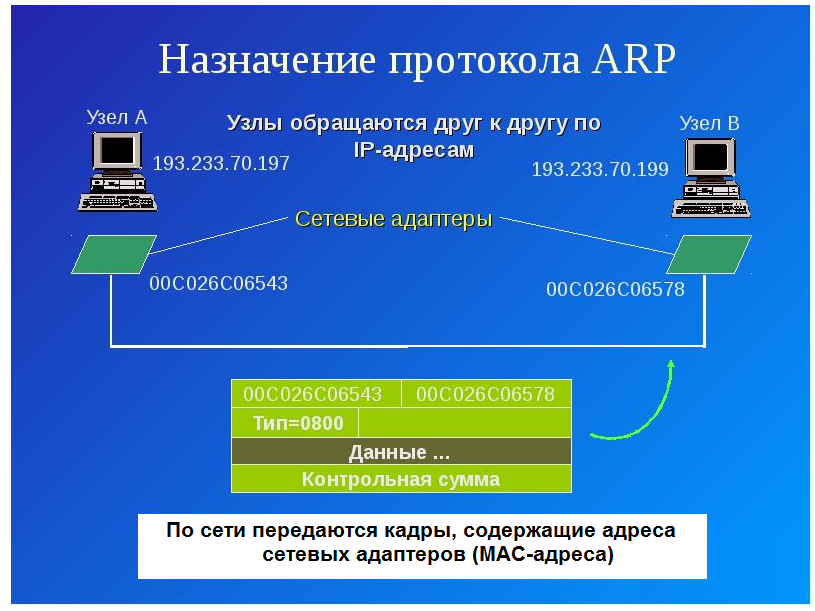 Назначение протокола ARP
Узел А
Узлы обращаются друг к другу по
IP-адресам
Узел В
193.233.70.197
193.233.70.199
Сетевые адаптеры
00C026C06543
00C026C06578
00C026C06543 00C026C06578
Тип=0800
Данные ...
Контрольная сумма
По сети передаются кадры, содержащие адреса
сетевых адаптеров (МАС-адреса)